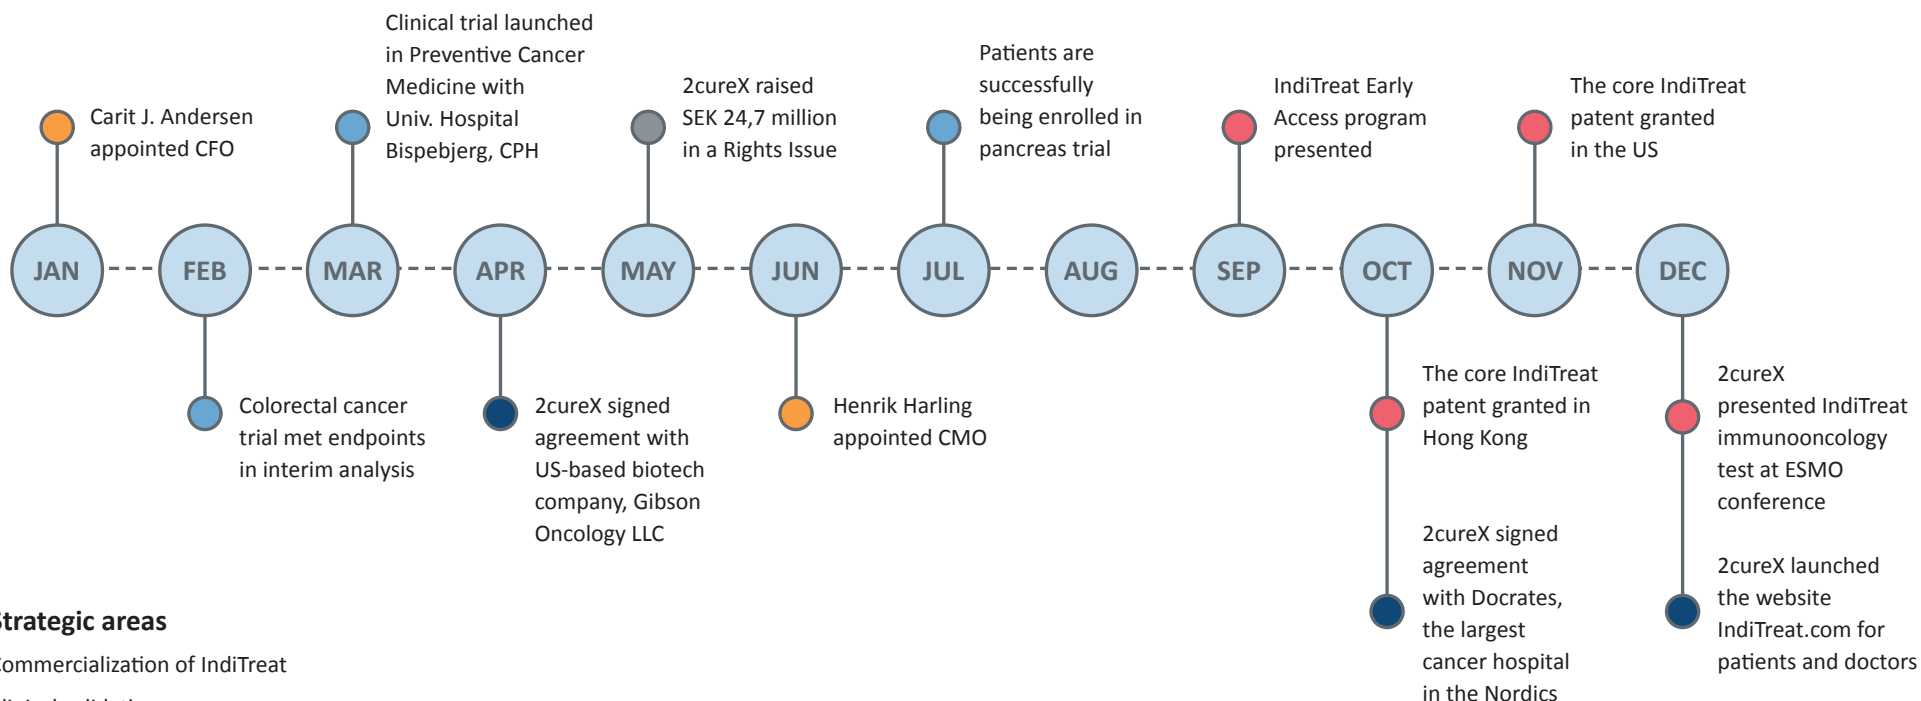 Clinical trial launched
in Preventive Cancer
Medicine with
Univ. Hospital
Bispebjerg, CPH
Patients are
successfully
being enrolled in
pancreas trial
Carit J. Andersen
appointed CFO
2cureX raised
SEK 24,7 million
in a Rights Issue
IndiTreat Early
Access program
presented
The core IndiTreat
patent granted
in the US
JAN
FEB
MAR
APR
MAY
JUN
JUL
AUG
SEP
OCT
NOV
DEC
Colorectal cancer
trial met endpoints
in interim analysis
2cureX signed
agreement with
US-based biotech
company, Gibson
Oncology LLC
Henrik Harling
appointed CMO
The core IndiTreat
patent granted in
Hong Kong
2cureX signed
agreement
with Docrates,
the largest
cancer hospital
in the Nordics
2cureX
presented IndiTreat
immunooncology
test at ESMO
conference
2cureX launched
the website
IndiTreat.com for
patients and doctors
Strategic areas
Commercialization of IndiTreat